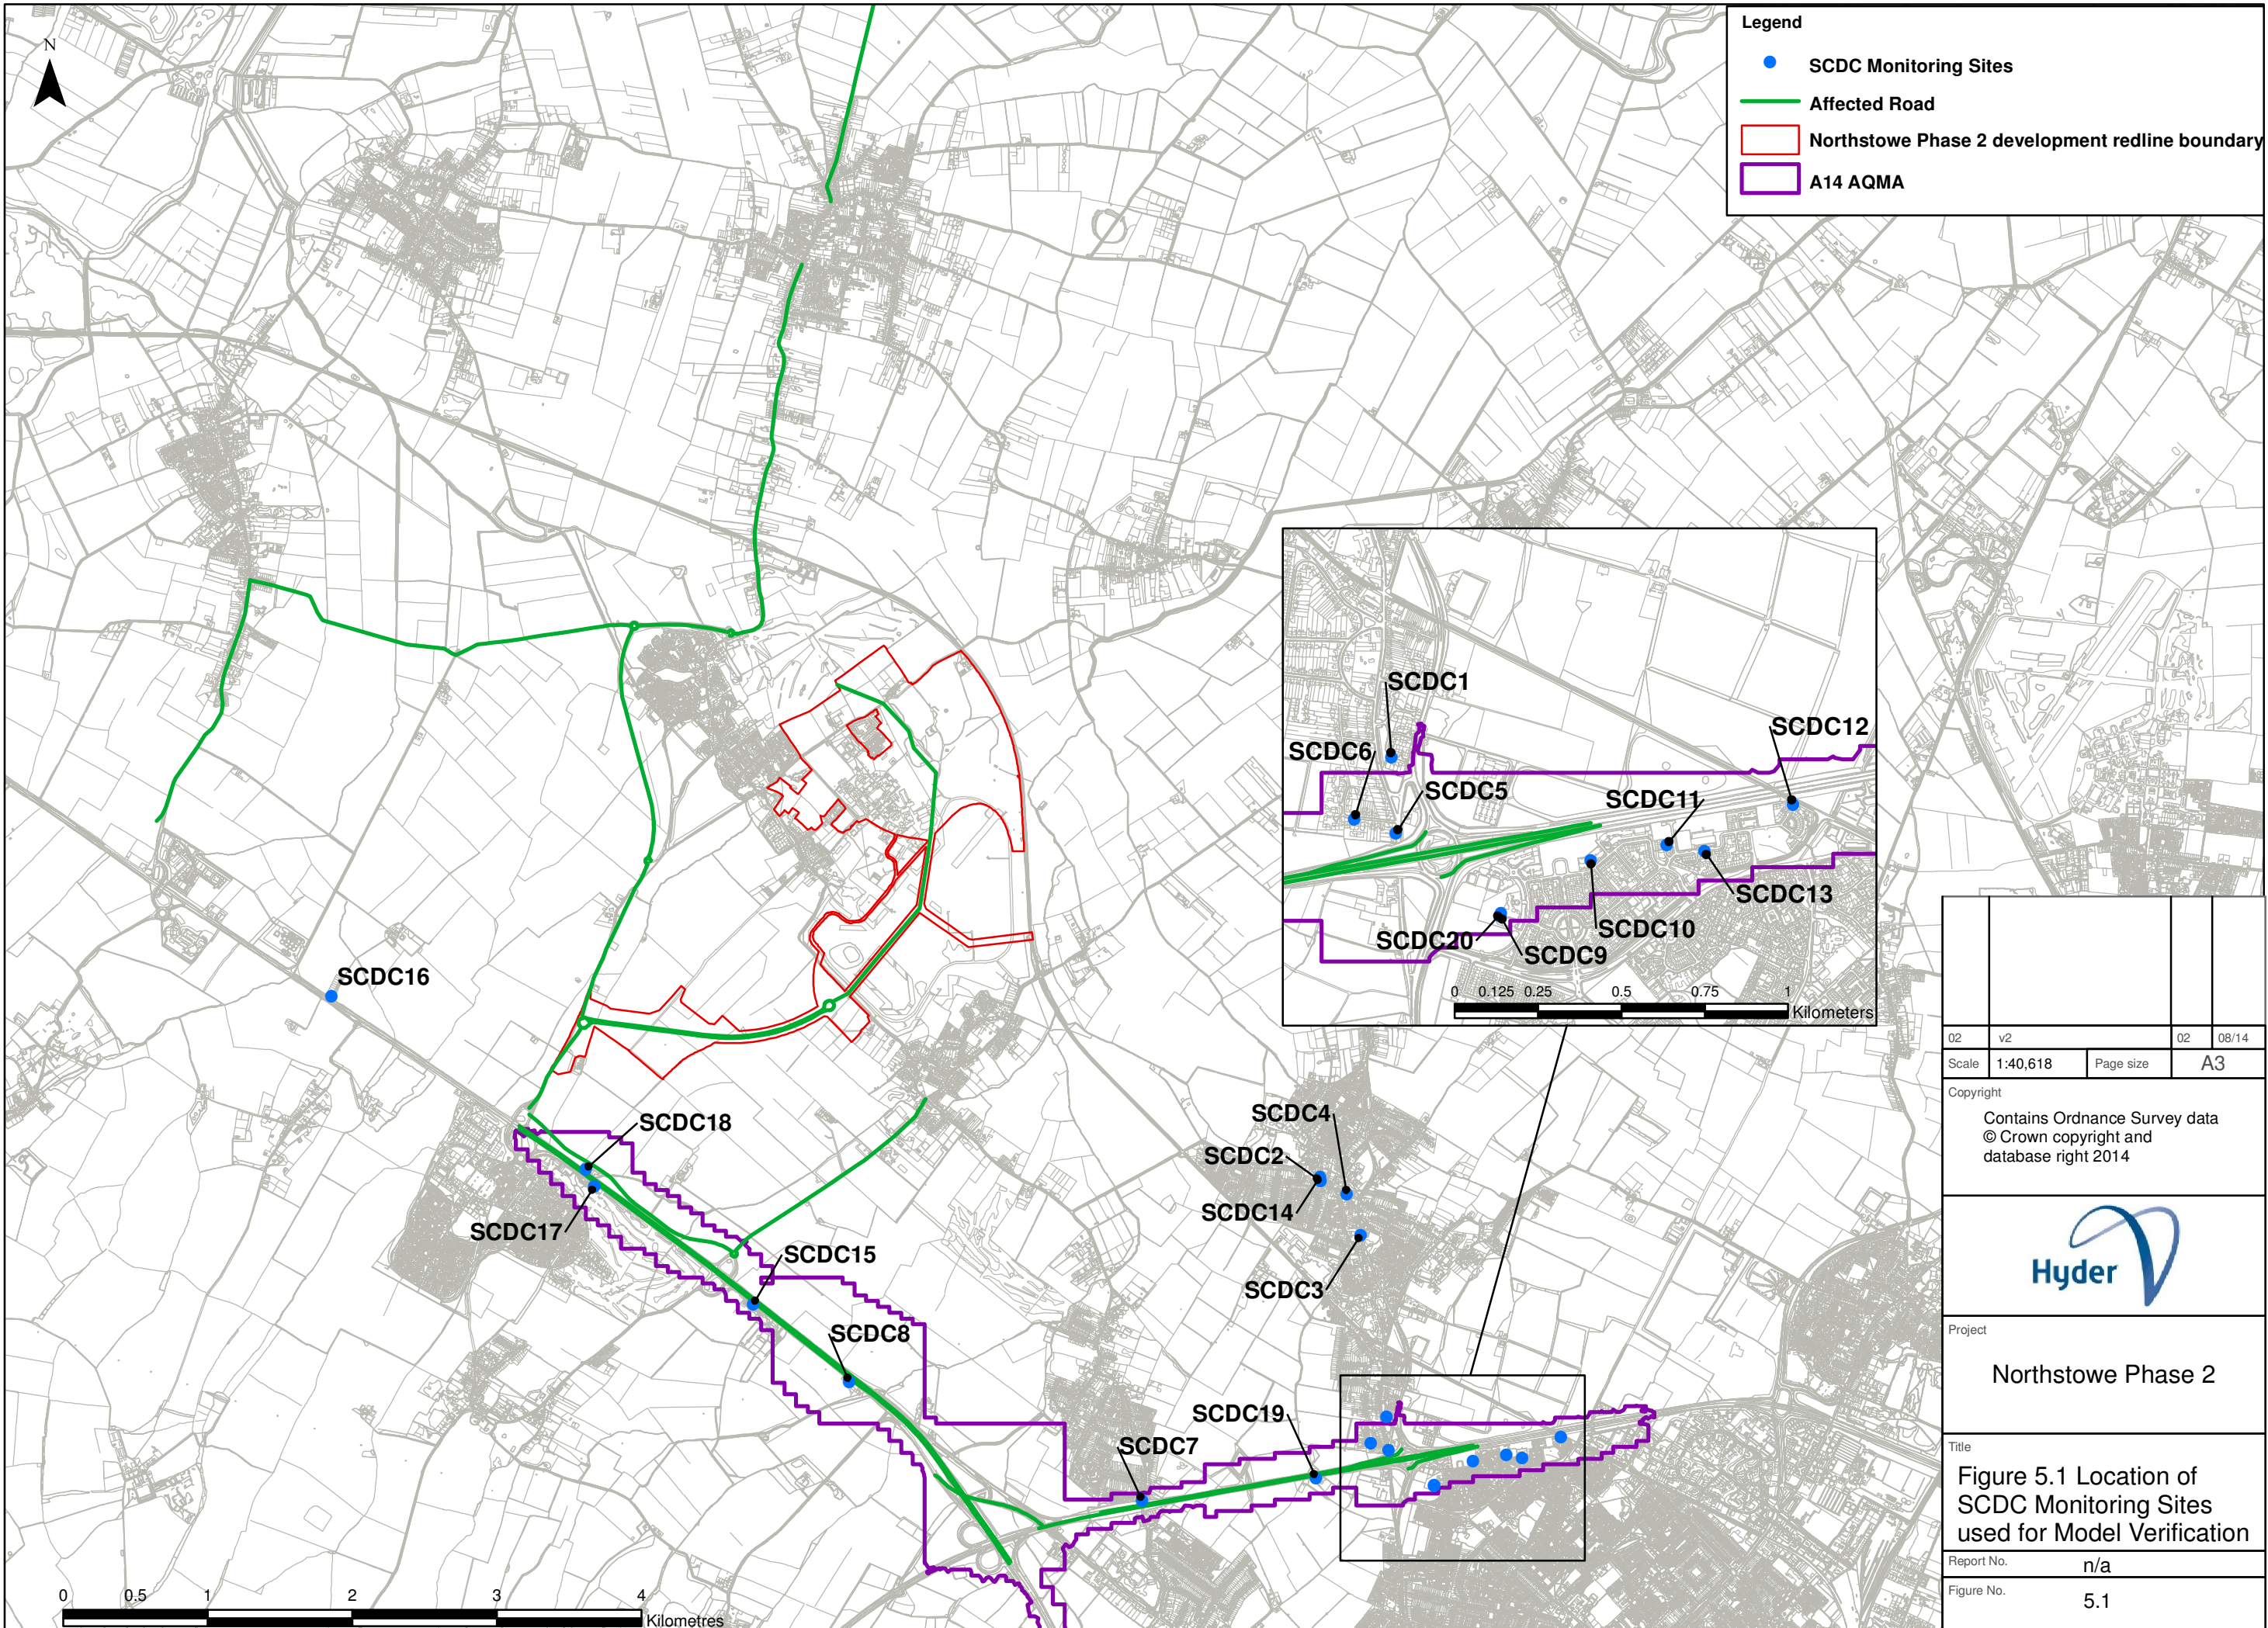 N
Legend
SCDC Monitoring Sites
Affected Road
Northstowe Phase 2 development redline boundary
A14 AQMA
SCDC1
SCDC12
SCDC6
SCDC5
SCDC11
SCDC13
SCDC10
SCDC20
SCDC9
0 0.125 0.25 0.5 0.75 1
Kilometers
SCDC16
SCDC4
SCDC18
SCDC2
SCDC14
SCDC17
SCDC15
SCDC3
SCDC8
SCDC19
SCDC7
0 0.5 1 2 3 4
Kilometres
02 v2 02 08/14
Scale 1:40,618 Page size A3
Copyright
Contains Ordnance Survey data
© Crown copyright and
database right 2014
Hyder
Project
Northstowe Phase 2
Title
Figure 5.1 Location of
SCDC Monitoring Sites
used for Model Verification
Report No. n/a
Figure No. 5.1